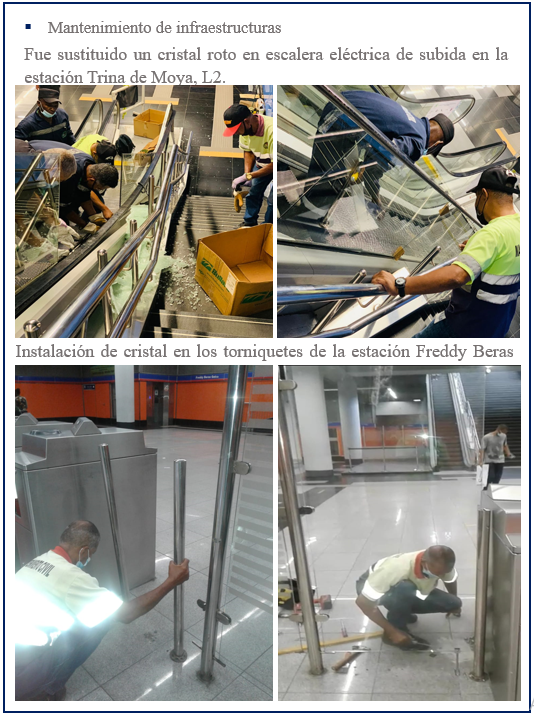 ▪ Mantenimiento de infraestructuras
Fue sustituido un cristal roto en escalera eléctrica de subida en la
estación Trina de Moya, L2.
Instalación de cristal en los torniquetes de la estación Freddy Beras